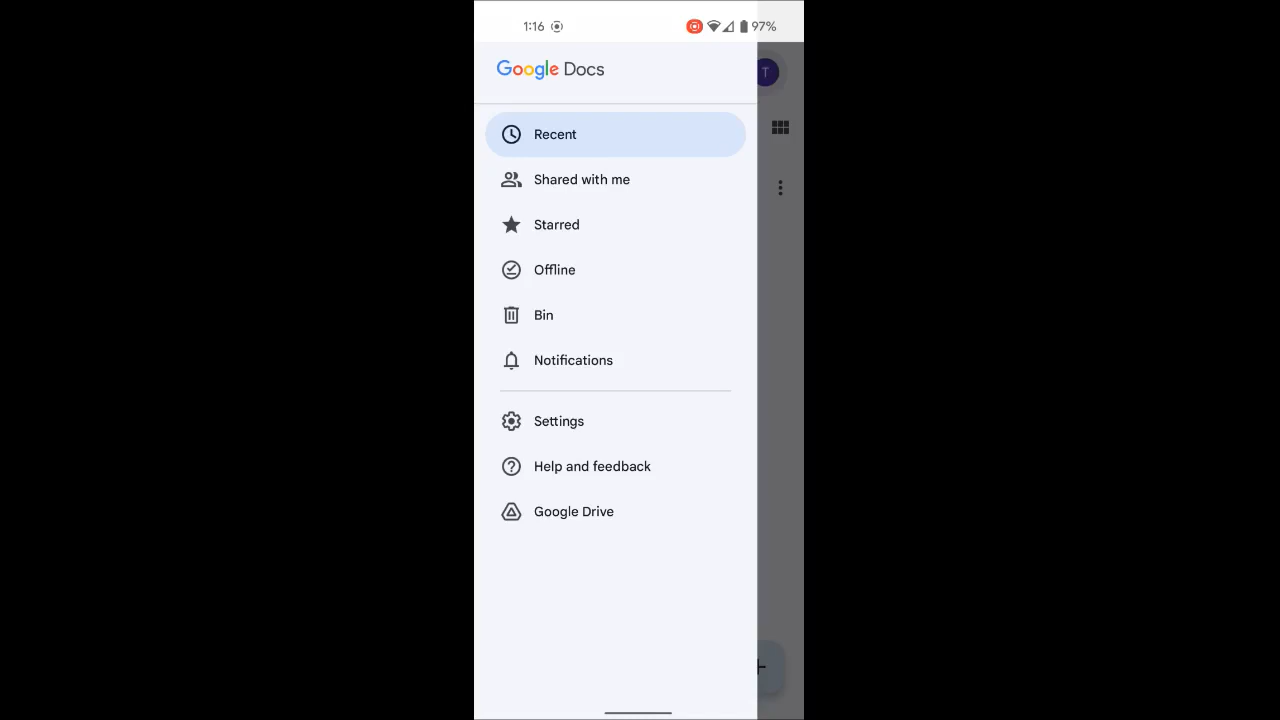 1:16
97%
Google Docs
T
Recent
Shared with me
Starred
Offline
Bin
Notifications
Settings
Help and feedback
Google Drive